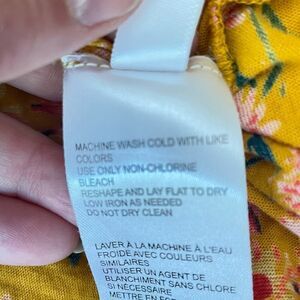 MACHINE WASH COLD WITH LIKE
COLORS
USE ONLY NON-CHLORINE
BLEACH
RESHAPE AND LAY FLAT TO DRY
LOW IRON AS NEEDED
DO NOT DRY CLEAN
LAVER À LA MACHINE À L'EAU
FROIDE AVEC COULEURS
SIMILAIRES
UTILISER UN AGENT DE
BLANCHIMENT SANS CHLORE
SI NÉCESSAIRE
METTRE EN